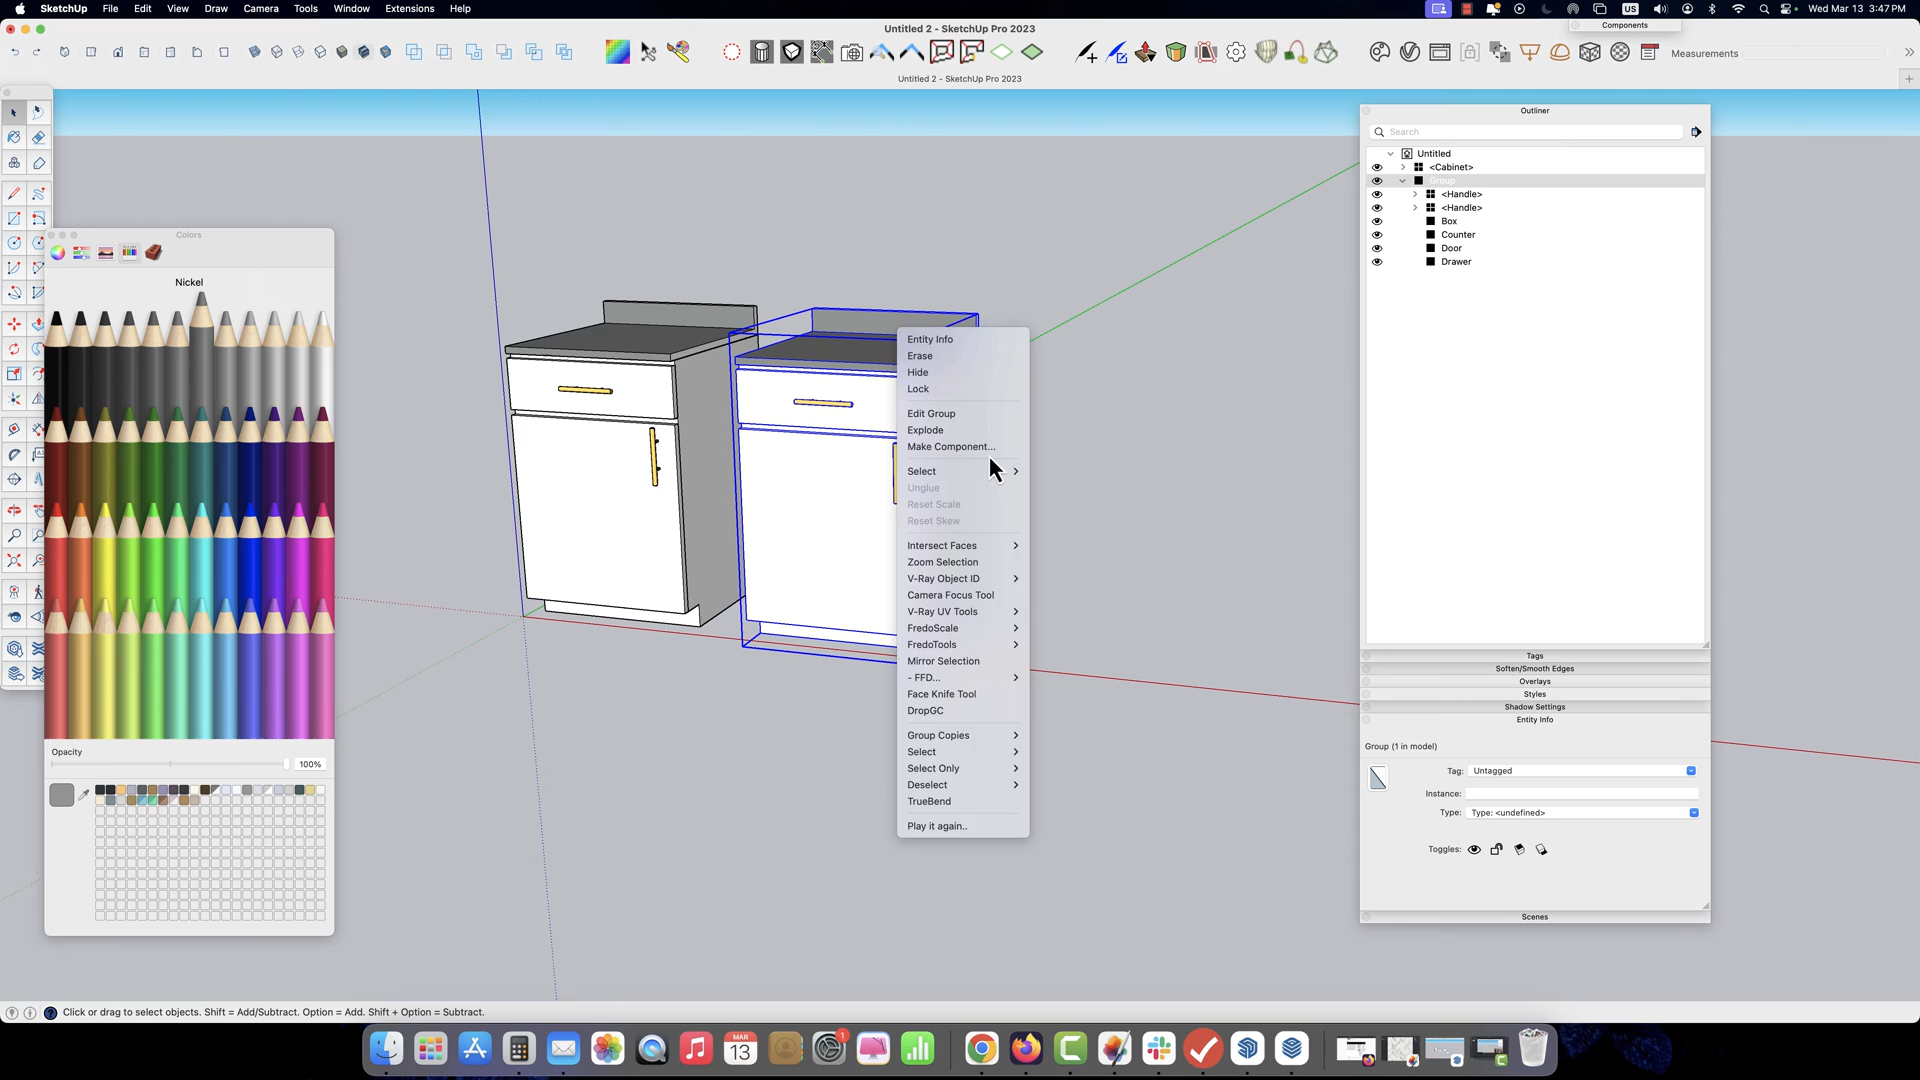 SketchUp File Edit View Draw Camera Tools Window Extensions Help
US Wed Mar 13 3:47 PM
Untitled 2 - SketchUp Pro 2023
Components
Measurements
Untitled 2 - SketchUp Pro 2023
Colors
Nickel
Opacity
100%
Entity Info
Erase
Hide
Lock
Edit Group
Explode
Make Component...
Select
Unglue
Reset Scale
Reset Skew
Intersect Faces
Zoom Selection
V-Ray Object ID
Camera Focus Tool
V-Ray UV Tools
FredoScale
FredoTools
Mirror Selection
- FFD...
Face Knife Tool
DropGC
Group Copies
Select
Select Only
Deselect
TrueBend
Play it again..
Outliner
Search
Untitled
<Cabinet>
Group
<Handle>
<Handle>
Box
Counter
Door
Drawer
Tags
Soften/Smooth Edges
Overlays
Styles
Shadow Settings
Entity Info
Group (1 in model)
Tag: Untagged
Instance:
Type: Type: <undefined>
Toggles:
Scenes
Click or drag to select objects. Shift = Add/Subtract. Option = Add. Shift + Option = Subtract.
MAR
13
1